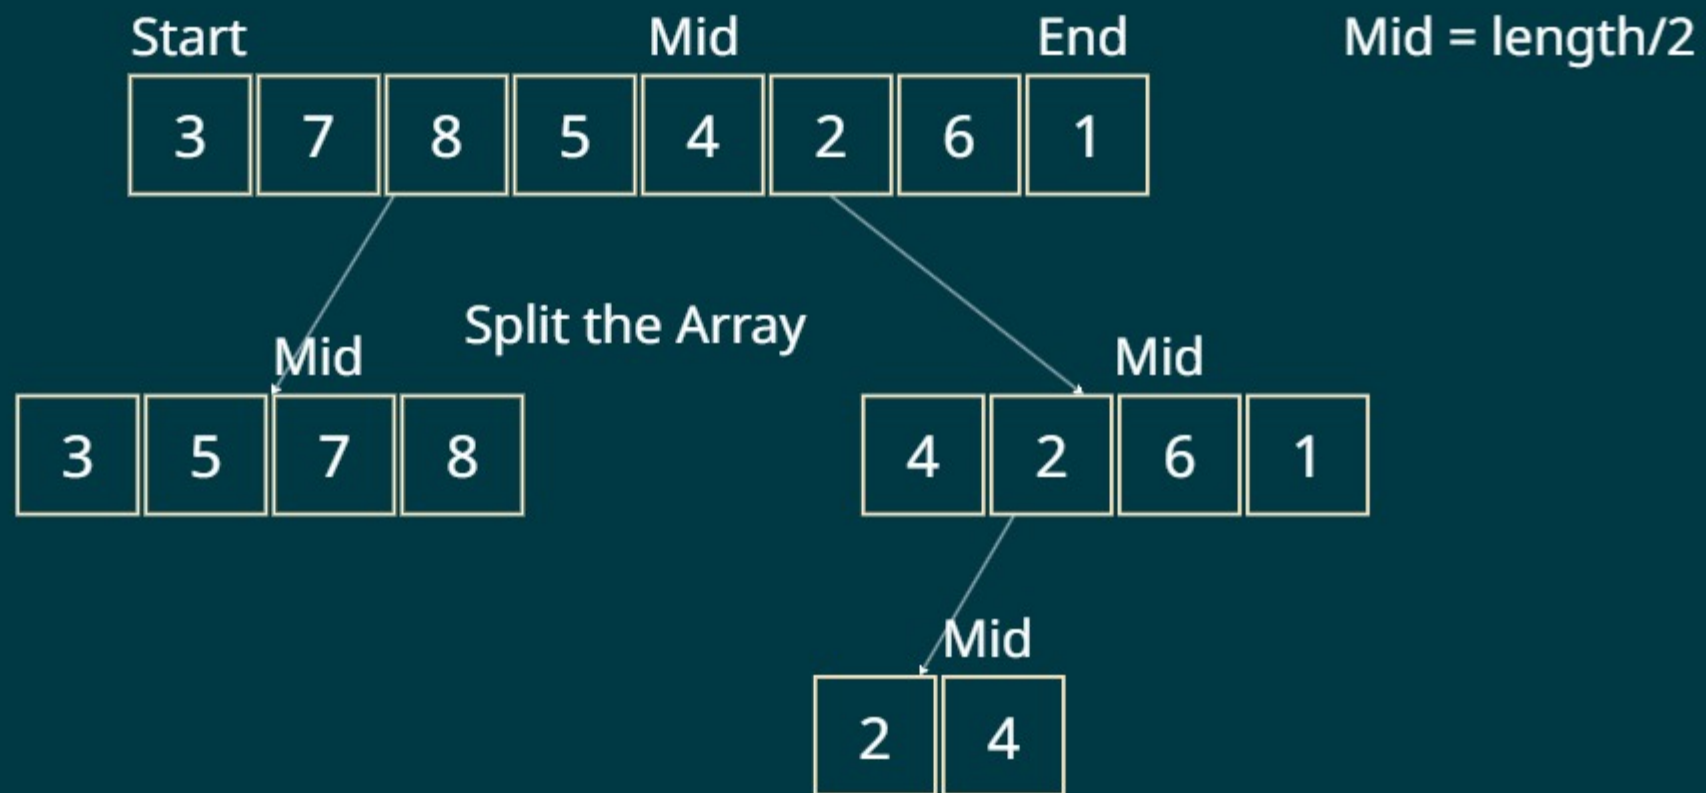 Start Mid End Mid = length/2
3 7 8 5 4 2 6 1
Split the Array
Mid Mid
3 5 7 8 4 2 6 1
Mid
2 4